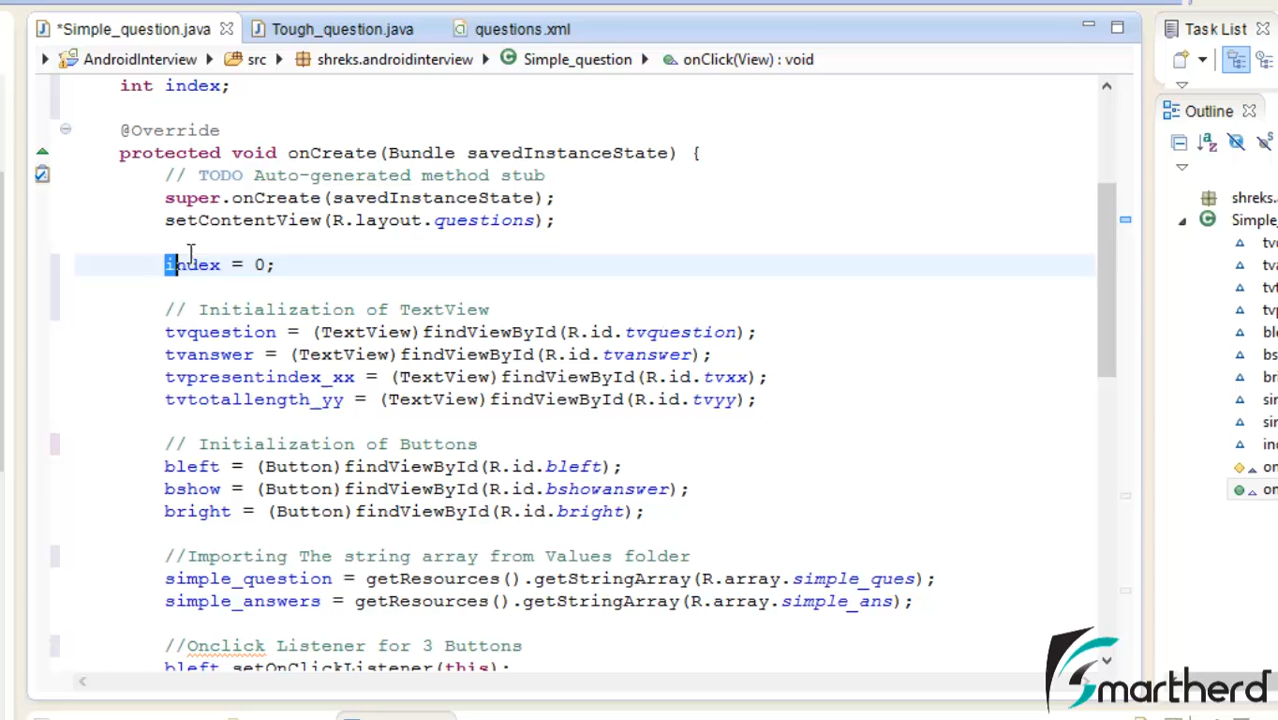 *Simple_question.java
Tough_question.java
questions.xml
Task List
AndroidInterview
src
shreks.androidinterview
Simple_question
onClick(View) : void
int index;
Outline
@Override
protected void onCreate(Bundle savedInstanceState) {
// TODO Auto-generated method stub
super.onCreate(savedInstanceState);
setContentView(R.layout.questions);
index = 0;
// Initialization of TextView
tvquestion = (TextView)findViewById(R.id.tvquestion);
tvanswer = (TextView)findViewById(R.id.tvanswer);
tvpresentindex_xx = (TextView)findViewById(R.id.tvxx);
tvtotallength_yy = (TextView)findViewById(R.id.tvyy);
// Initialization of Buttons
bleft = (Button)findViewById(R.id.bleft);
bshow = (Button)findViewById(R.id.bshowanswer);
bright = (Button)findViewById(R.id.bright);
//Importing The string array from Values folder
simple_question = getResources().getStringArray(R.array.simple_ques);
simple_answers = getResources().getStringArray(R.array.simple_ans);
//Onclick Listener for 3 Buttons
bleft.setOnClickListener(this);
shreks.
Simple_
Smartherd